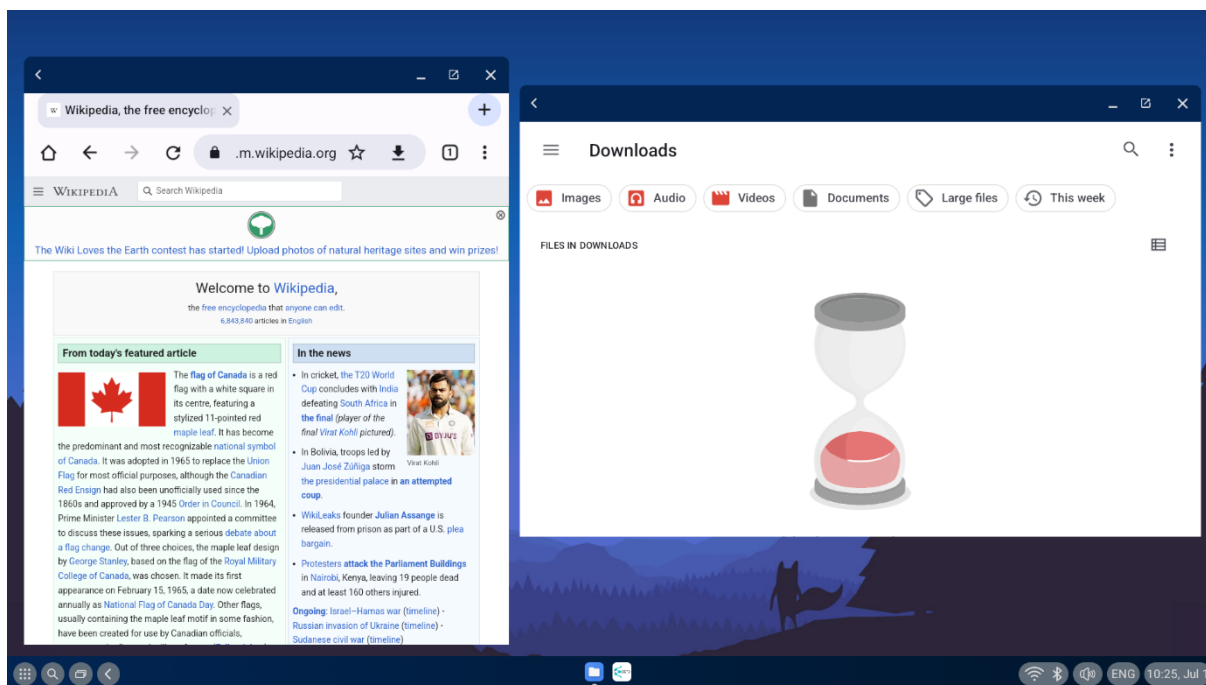 Wikipedia, the free encyclop
.m.wikipedia.org
1
WIKIPEDIA
Search Wikipedia
The Wiki Loves the Earth contest has started! Upload photos of natural heritage sites and win prizes!
Welcome to Wikipedia,
the free encyclopedia that anyone can edit.
6,843,840 articles in English
From today's featured article
The flag of Canada is a red
flag with a white square in
its centre, featuring a
stylized 11-pointed red
maple leaf. It has become
the predominant and most recognizable national symbol
of Canada. It was adopted in 1965 to replace the Union
Flag for most official purposes, although the Canadian
Red Ensign had also been unofficially used since the
1860s and approved by a 1945 Order in Council. In 1964,
Prime Minister Lester B. Pearson appointed a committee
to discuss these issues, sparking a serious debate about
a flag change. Out of three choices, the maple leaf design
by George Stanley, based on the flag of the Royal Military
College of Canada, was chosen. It made its first
appearance on February 15, 1965, a date now celebrated
annually as National Flag of Canada Day. Other flags,
usually containing the maple leaf motif in some fashion,
have been created for use by Canadian officials,
In the news
• In cricket, the T20 World
Cup concludes with India
defeating South Africa in
the final (player of the
final Virat Kohli pictured).
BYJU'S
Virat Kohli
• In Bolivia, troops led by
Juan José Zúñiga storm
the presidential palace in an attempted
coup.
• WikiLeaks founder Julian Assange is
released from prison as part of a U.S. plea
bargain.
• Protesters attack the Parliament Buildings
in Nairobi, Kenya, leaving 19 people dead
and at least 160 others injured.
Ongoing: Israel–Hamas war (timeline) ·
Russian invasion of Ukraine (timeline) ·
Sudanese civil war (timeline)
Downloads
Images
Audio
Videos
Documents
Large files
This week
FILES IN DOWNLOADS
ENG
10:25, Jul 1